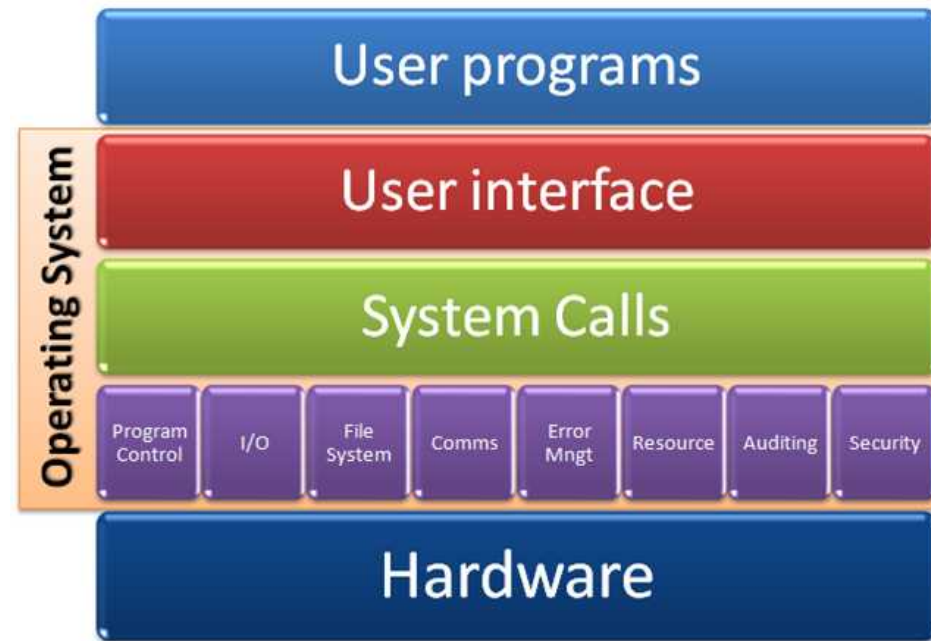 User programs
Operating System
User interface
System Calls
Program
Control
I/O
File
System
Comms
Error
Mngt
Resource
Auditing
Security
Hardware